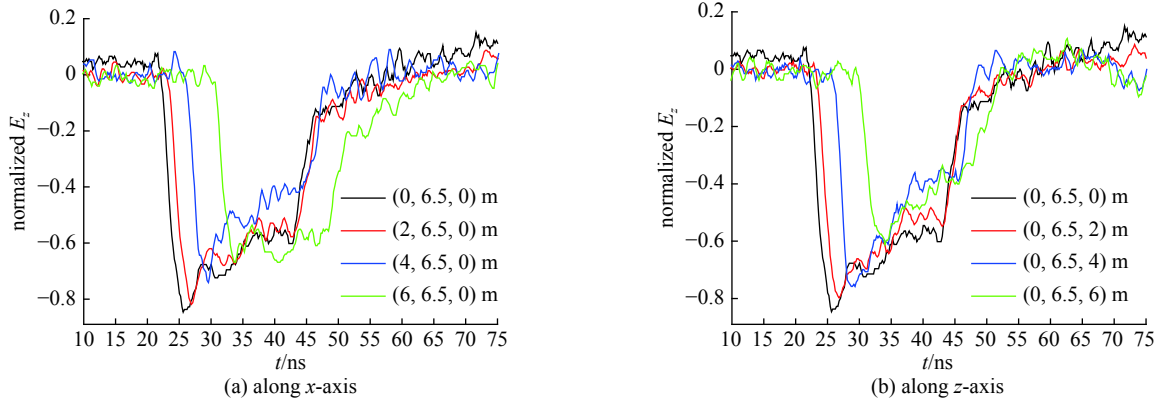 0.2
0
−0.2
−0.4
−0.6
−0.8
normalized E_z
(0, 6.5, 0) m
(2, 6.5, 0) m
(4, 6.5, 0) m
(6, 6.5, 0) m
10 15 20 25 30 35 40 45 50 55 60 65 70 75
t/ns
(a) along x-axis
0.2
0
−0.2
−0.4
−0.6
−0.8
normalized E_z
(0, 6.5, 0) m
(0, 6.5, 2) m
(0, 6.5, 4) m
(0, 6.5, 6) m
10 15 20 25 30 35 40 45 50 55 60 65 70 75
t/ns
(b) along z-axis